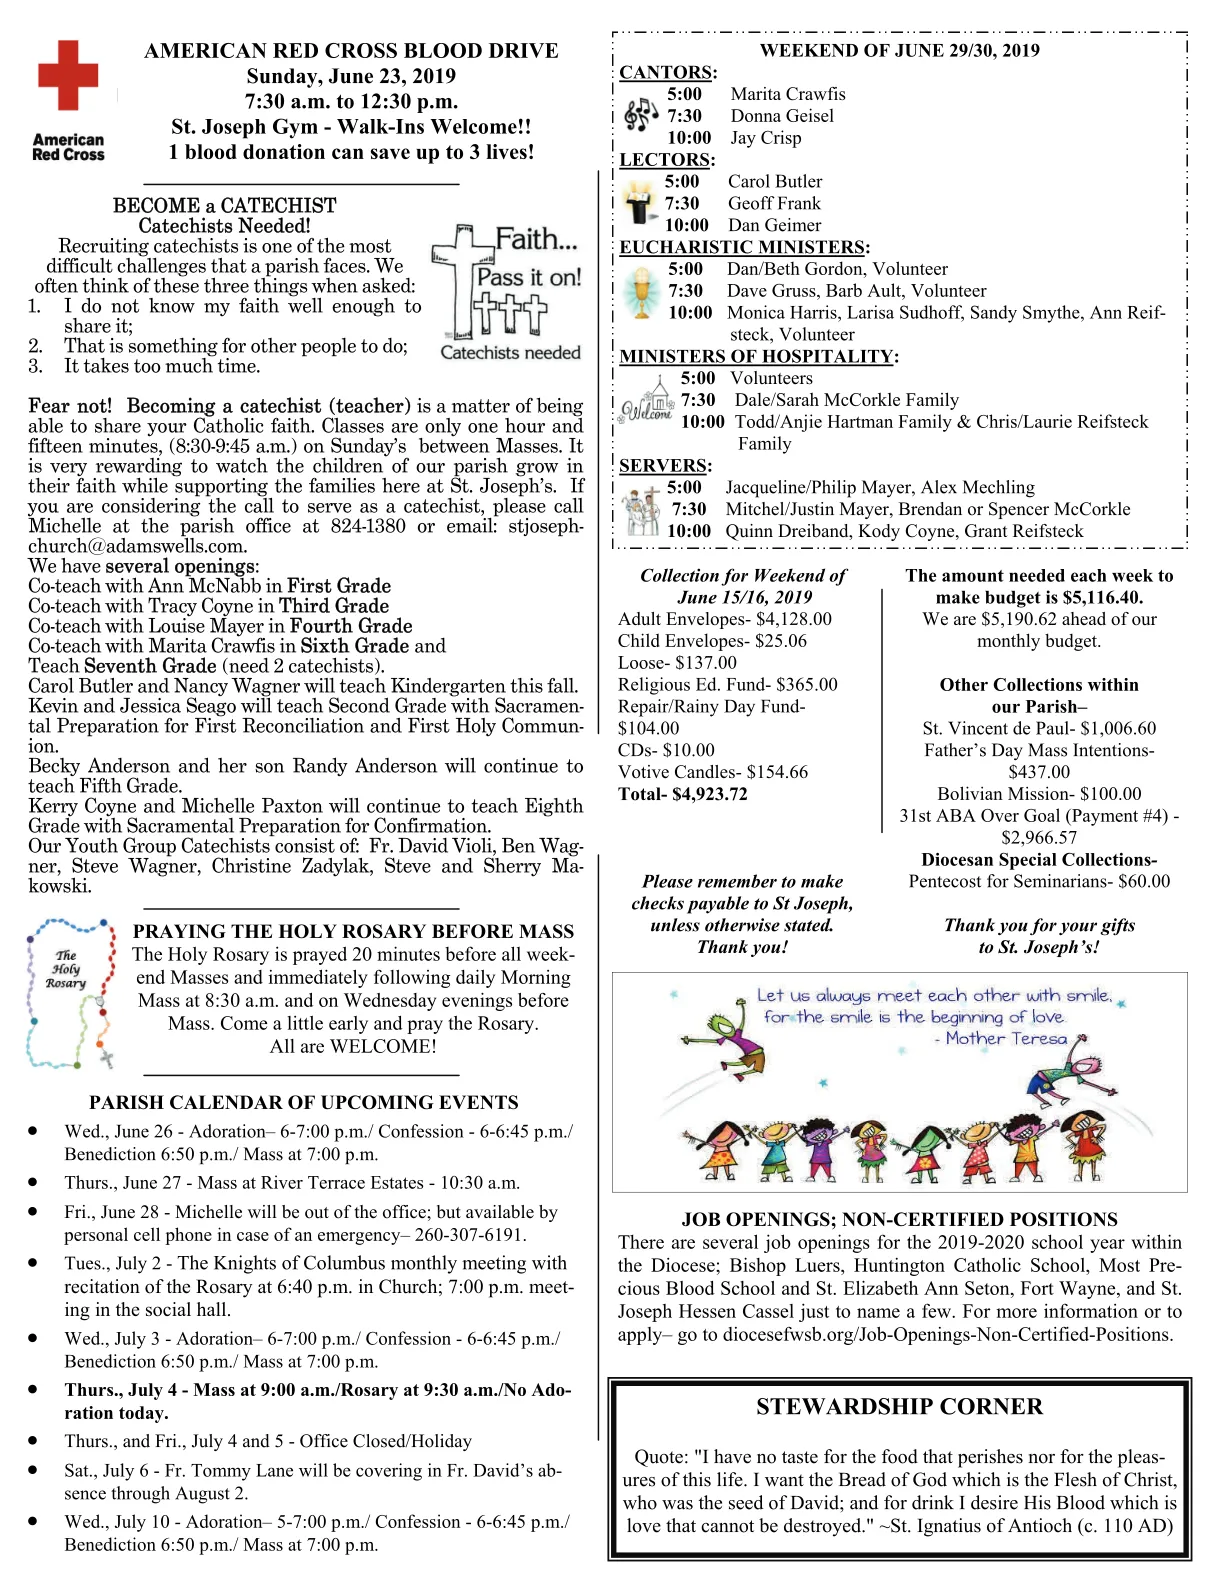 American
Red Cross
AMERICAN RED CROSS BLOOD DRIVE
Sunday, June 23, 2019
7:30 a.m. to 12:30 p.m.
St. Joseph Gym - Walk-Ins Welcome!!
1 blood donation can save up to 3 lives!
BECOME a CATECHIST
Catechists Needed!
Recruiting catechists is one of the most
difficult challenges that a parish faces. We
often think of these three things when asked:
1. I do not know my faith well enough to
share it;
2. That is something for other people to do;
3. It takes too much time.
Faith...
Pass it on!
Catechists needed
Fear not! Becoming a catechist (teacher) is a matter of being
able to share your Catholic faith. Classes are only one hour and
fifteen minutes, (8:30-9:45 a.m.) on Sunday’s between Masses. It
is very rewarding to watch the children of our parish grow in
their faith while supporting the families here at St. Joseph’s. If
you are considering the call to serve as a catechist, please call
Michelle at the parish office at 824-1380 or email: stjoseph-
church@adamswells.com.
We have several openings:
Co-teach with Ann McNabb in First Grade
Co-teach with Tracy Coyne in Third Grade
Co-teach with Louise Mayer in Fourth Grade
Co-teach with Marita Crawfis in Sixth Grade and
Teach Seventh Grade (need 2 catechists).
Carol Butler and Nancy Wagner will teach Kindergarten this fall.
Kevin and Jessica Seago will teach Second Grade with Sacramen-
tal Preparation for First Reconciliation and First Holy Commun-
ion.
Becky Anderson and her son Randy Anderson will continue to
teach Fifth Grade.
Kerry Coyne and Michelle Paxton will continue to teach Eighth
Grade with Sacramental Preparation for Confirmation.
Our Youth Group Catechists consist of: Fr. David Violi, Ben Wag-
ner, Steve Wagner, Christine Zadylak, Steve and Sherry Ma-
kowski.
The
Holy
Rosary
PRAYING THE HOLY ROSARY BEFORE MASS
The Holy Rosary is prayed 20 minutes before all week-
end Masses and immediately following daily Morning
Mass at 8:30 a.m. and on Wednesday evenings before
Mass. Come a little early and pray the Rosary.
All are WELCOME!
PARISH CALENDAR OF UPCOMING EVENTS
• Wed., June 26 - Adoration– 6-7:00 p.m./ Confession - 6-6:45 p.m./
Benediction 6:50 p.m./ Mass at 7:00 p.m.
• Thurs., June 27 - Mass at River Terrace Estates - 10:30 a.m.
• Fri., June 28 - Michelle will be out of the office; but available by
personal cell phone in case of an emergency– 260-307-6191.
• Tues., July 2 - The Knights of Columbus monthly meeting with
recitation of the Rosary at 6:40 p.m. in Church; 7:00 p.m. meet-
ing in the social hall.
• Wed., July 3 - Adoration– 6-7:00 p.m./ Confession - 6-6:45 p.m./
Benediction 6:50 p.m./ Mass at 7:00 p.m.
• Thurs., July 4 - Mass at 9:00 a.m./Rosary at 9:30 a.m./No Ado-
ration today.
• Thurs., and Fri., July 4 and 5 - Office Closed/Holiday
• Sat., July 6 - Fr. Tommy Lane will be covering in Fr. David’s ab-
sence through August 2.
• Wed., July 10 - Adoration– 5-7:00 p.m./ Confession - 6-6:45 p.m./
Benediction 6:50 p.m./ Mass at 7:00 p.m.
WEEKEND OF JUNE 29/30, 2019
CANTORS:
5:00 Marita Crawfis
7:30 Donna Geisel
10:00 Jay Crisp
LECTORS:
5:00 Carol Butler
7:30 Geoff Frank
10:00 Dan Geimer
EUCHARISTIC MINISTERS:
5:00 Dan/Beth Gordon, Volunteer
7:30 Dave Gruss, Barb Ault, Volunteer
10:00 Monica Harris, Larisa Sudhoff, Sandy Smythe, Ann Reif-
steck, Volunteer
MINISTERS OF HOSPITALITY:
Welcome
5:00 Volunteers
7:30 Dale/Sarah McCorkle Family
10:00 Todd/Anjie Hartman Family & Chris/Laurie Reifsteck
Family
SERVERS:
5:00 Jacqueline/Philip Mayer, Alex Mechling
7:30 Mitchel/Justin Mayer, Brendan or Spencer McCorkle
10:00 Quinn Dreiband, Kody Coyne, Grant Reifsteck
Collection for Weekend of
June 15/16, 2019
Adult Envelopes- $4,128.00
Child Envelopes- $25.06
Loose- $137.00
Religious Ed. Fund- $365.00
Repair/Rainy Day Fund-
$104.00
CDs- $10.00
Votive Candles- $154.66
Total- $4,923.72
Please remember to make
checks payable to St Joseph,
unless otherwise stated.
Thank you!
The amount needed each week to
make budget is $5,116.40.
We are $5,190.62 ahead of our
monthly budget.
Other Collections within
our Parish–
St. Vincent de Paul- $1,006.60
Father’s Day Mass Intentions-
$437.00
Bolivian Mission- $100.00
31st ABA Over Goal (Payment #4) -
$2,966.57
Diocesan Special Collections-
Pentecost for Seminarians- $60.00
Thank you for your gifts
to St. Joseph’s!
Let us always meet each other with smile,
for the smile is the beginning of love.
- Mother Teresa
JOB OPENINGS; NON-CERTIFIED POSITIONS
There are several job openings for the 2019-2020 school year within
the Diocese; Bishop Luers, Huntington Catholic School, Most Pre-
cious Blood School and St. Elizabeth Ann Seton, Fort Wayne, and St.
Joseph Hessen Cassel just to name a few. For more information or to
apply– go to diocesefwsb.org/Job-Openings-Non-Certified-Positions.
STEWARDSHIP CORNER
Quote: "I have no taste for the food that perishes nor for the pleas-
ures of this life. I want the Bread of God which is the Flesh of Christ,
who was the seed of David; and for drink I desire His Blood which is
love that cannot be destroyed." ~St. Ignatius of Antioch (c. 110 AD)